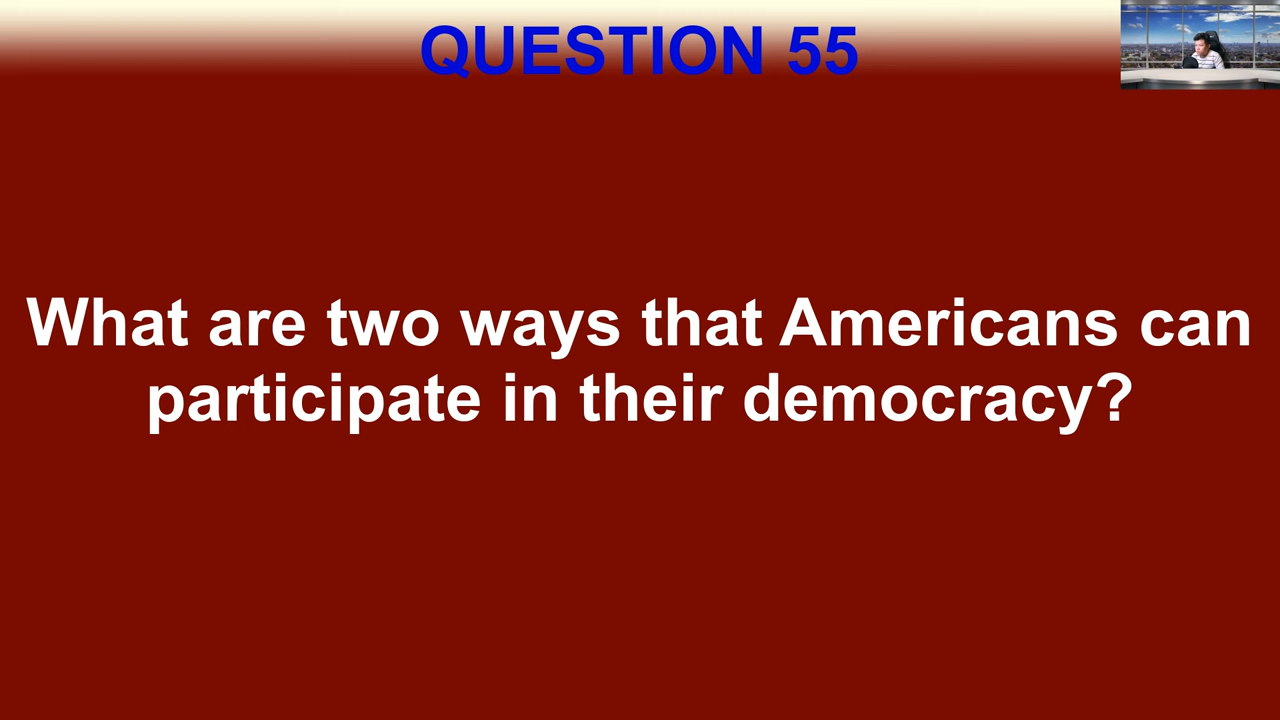 QUESTION 55
What are two ways that Americans can
participate in their democracy?